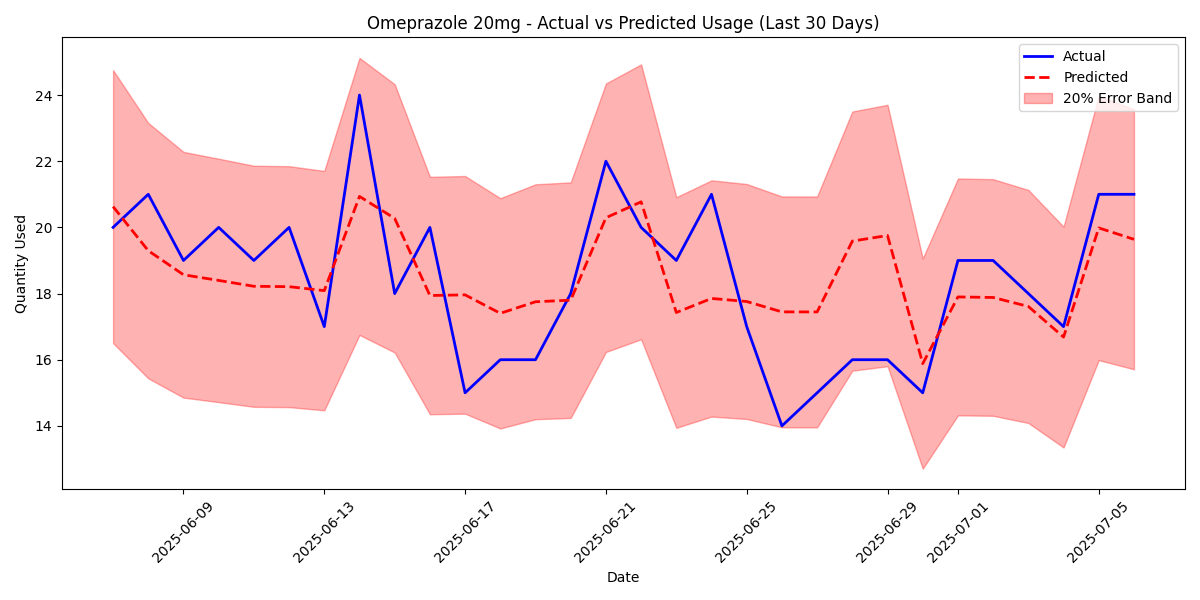 Omeprazole 20mg - Actual vs Predicted Usage (Last 30 Days)
Actual
Predicted
20% Error Band
Quantity Used
24
22
20
18
16
14
2025-06-09
2025-06-13
2025-06-17
2025-06-21
2025-06-25
2025-06-29
2025-07-01
2025-07-05
Date